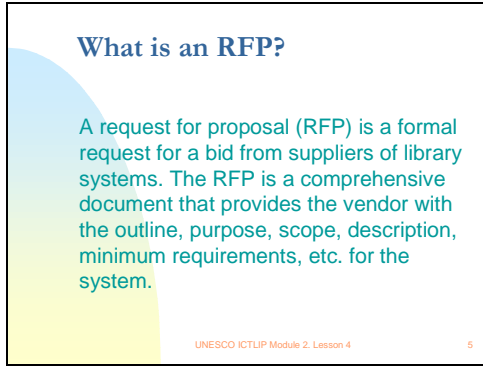 What is an RFP?
A request for proposal (RFP) is a formal
request for a bid from suppliers of library
systems. The RFP is a comprehensive
document that provides the vendor with
the outline, purpose, scope, description,
minimum requirements, etc. for the
system.
UNESCO ICTLIP Module 2. Lesson 4
5